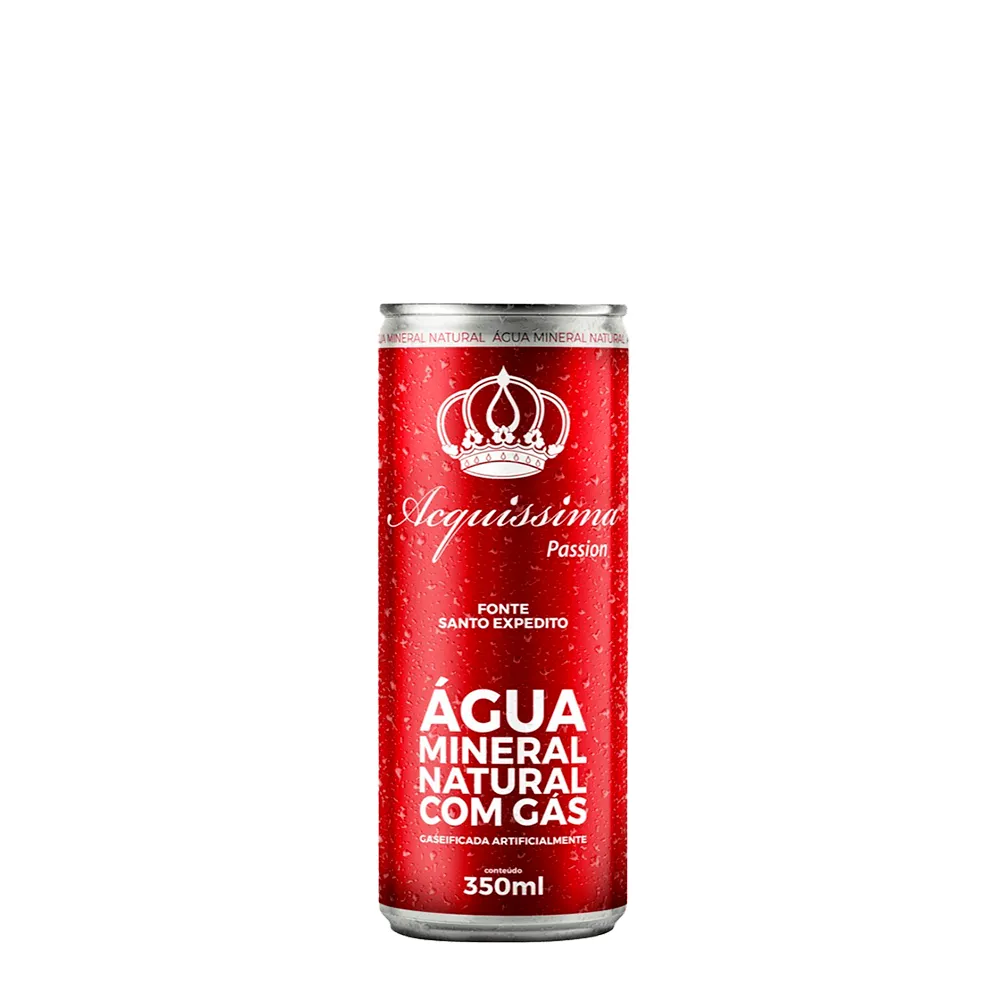 ÁGUA MINERAL NATURAL ÁGUA MINERAL NATURAL
Acquissima
Passion
FONTE
SANTO EXPEDITO
ÁGUA
MINERAL
NATURAL
COM GÁS
GASEIFICADA ARTIFICIALMENTE
conteúdo
350ml